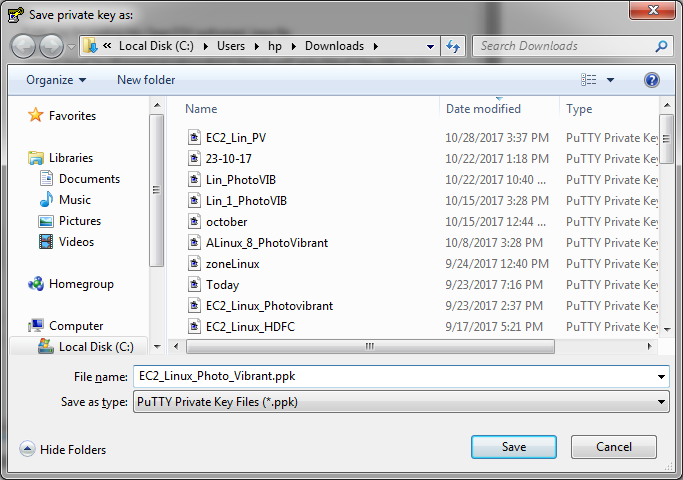 Save private key as:
Local Disk (C:) Users hp Downloads Search Downloads
Organize New folder
Favorites
Libraries
Documents
Music
Pictures
Videos
Homegroup
Computer
Local Disk (C:)
Name Date modified Type
EC2_Lin_PV 10/28/2017 3:37 PM PuTTY Private Key
23-10-17 10/22/2017 1:18 PM PuTTY Private Key
Lin_PhotoVIB 10/22/2017 10:40 ... PuTTY Private Key
Lin_1_PhotoVIB 10/15/2017 3:28 PM PuTTY Private Key
october 10/15/2017 12:44 ... PuTTY Private Key
ALinux_8_PhotoVibrant 10/8/2017 3:28 PM PuTTY Private Key
zoneLinux 9/24/2017 12:40 PM PuTTY Private Key
Today 9/23/2017 7:16 PM PuTTY Private Key
EC2_Linux_Photovibrant 9/23/2017 2:37 PM PuTTY Private Key
EC2_Linux_HDFC 9/17/2017 5:21 PM PuTTY Private Key
File name: EC2_Linux_Photo_Vibrant.ppk
Save as type: PuTTY Private Key Files (*.ppk)
Hide Folders Save Cancel